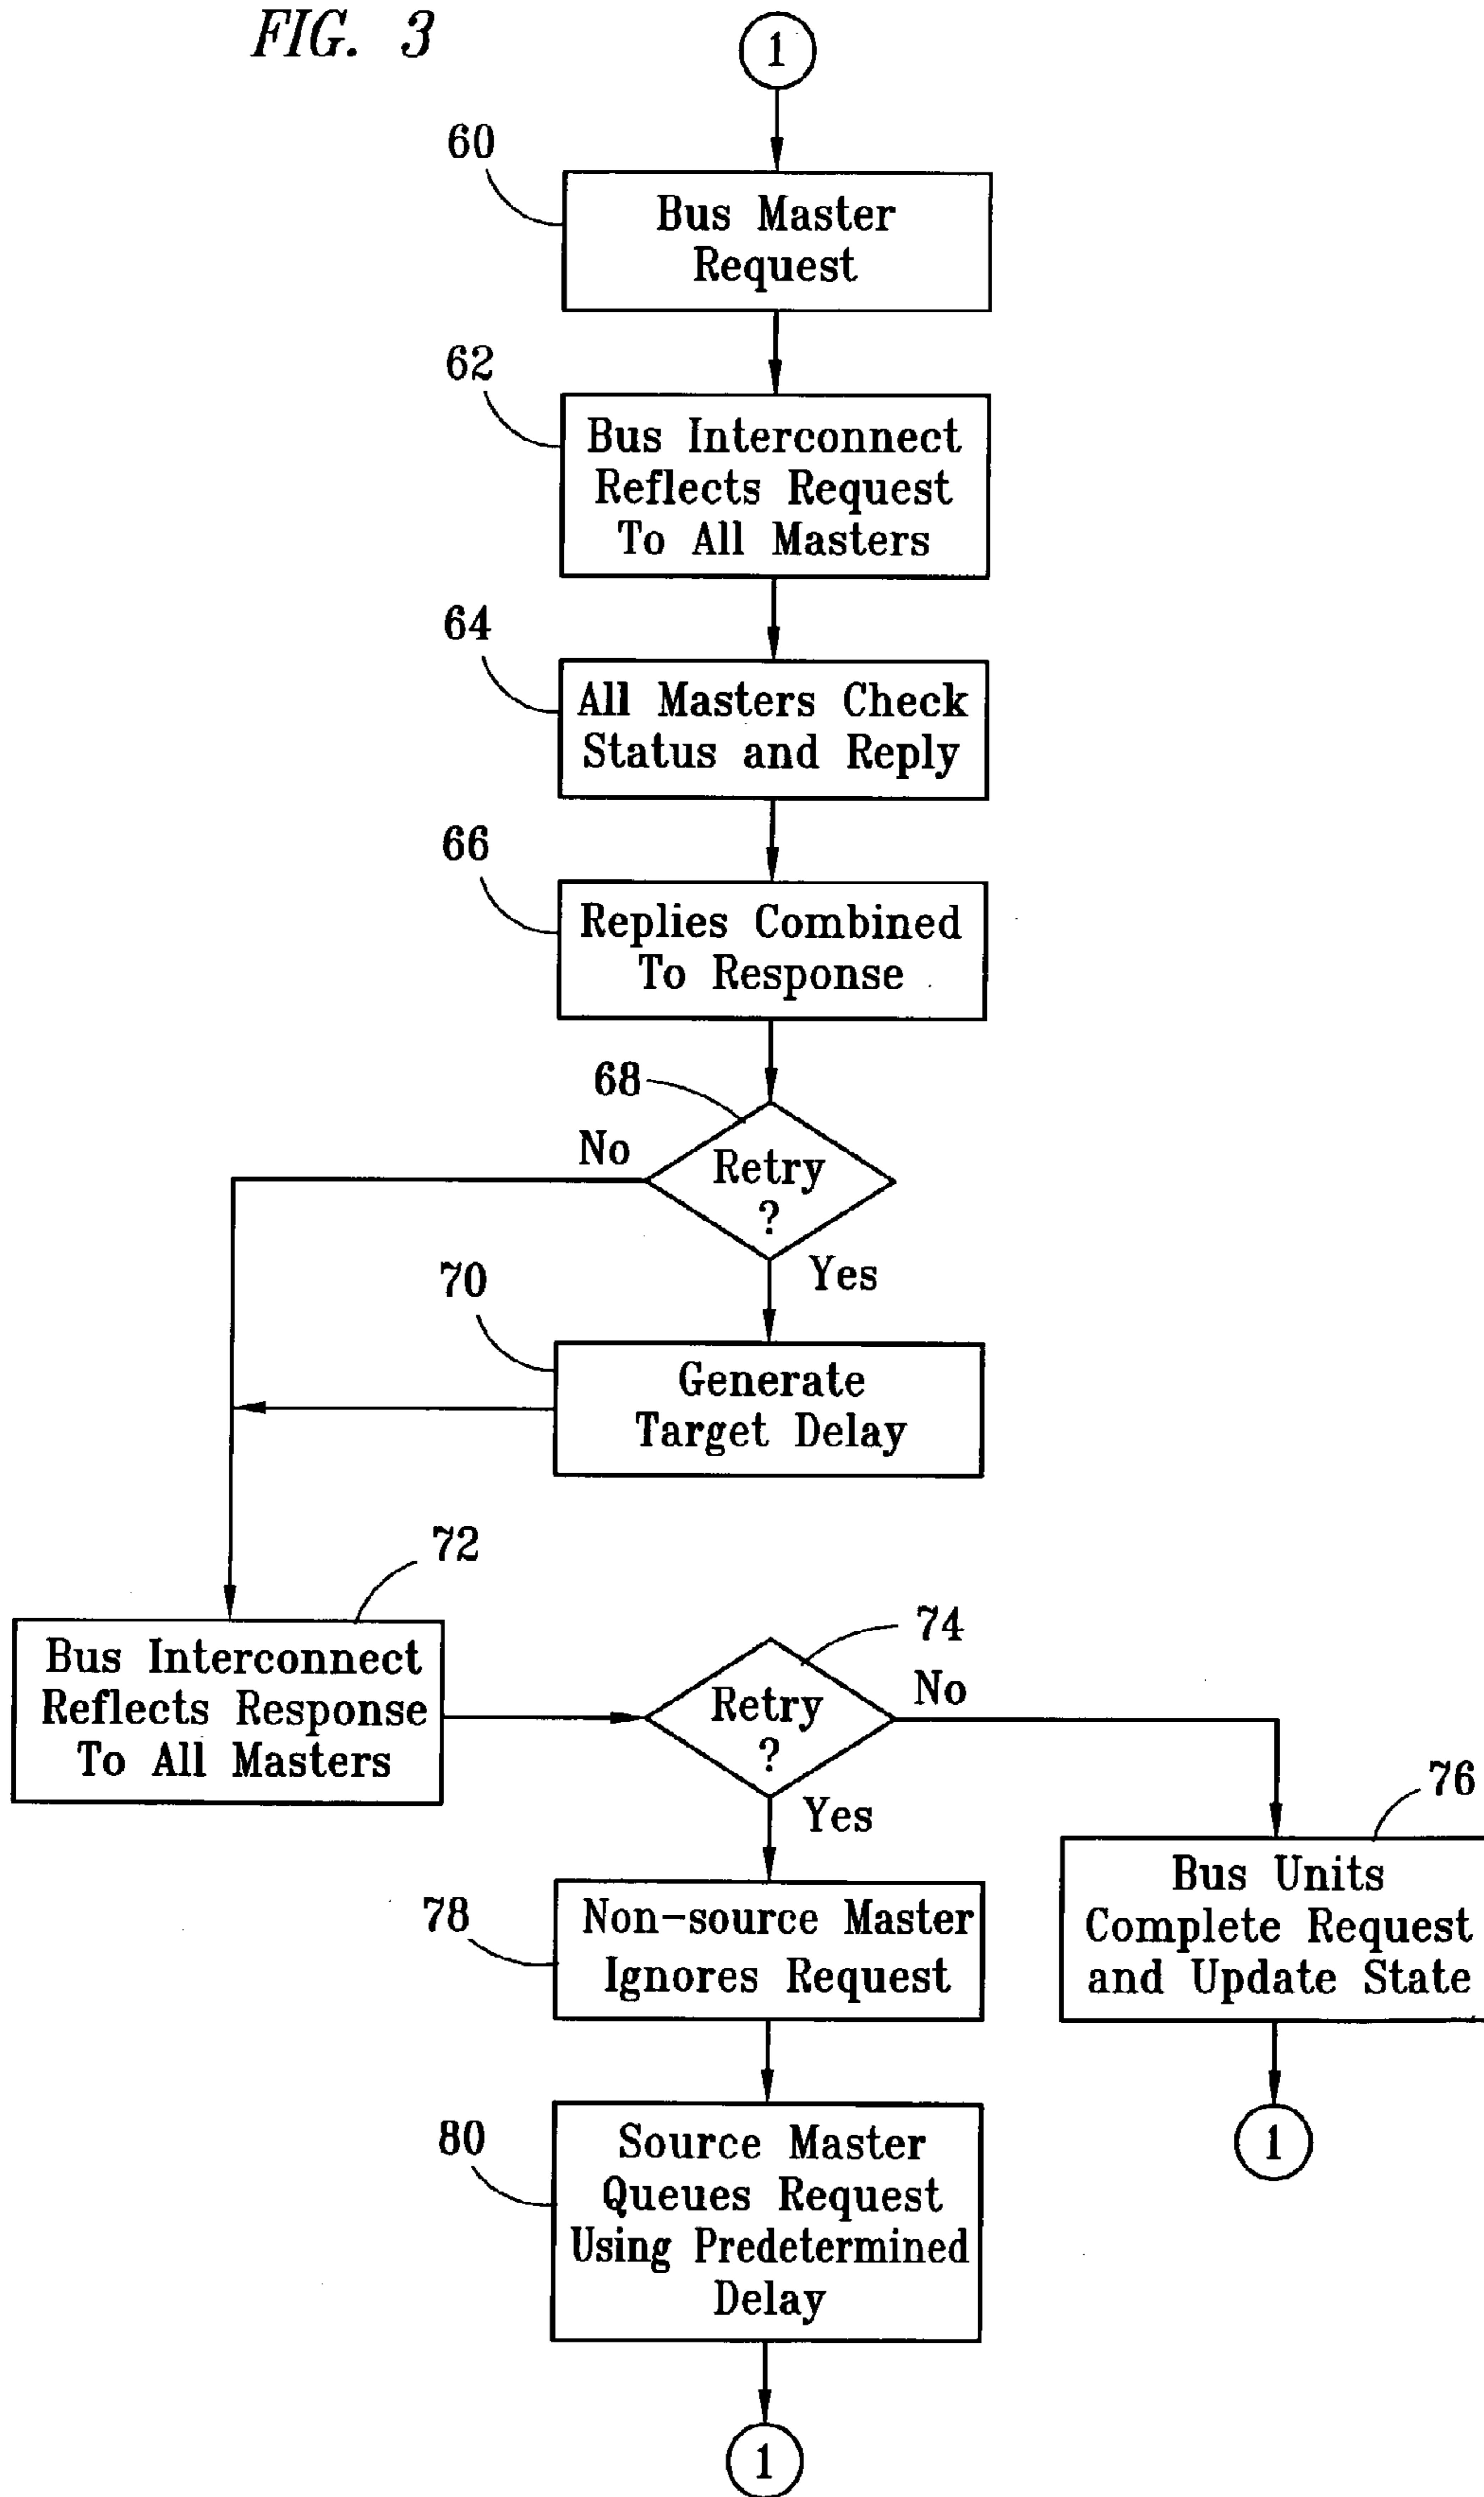 FIG. 3
1
60
Bus Master
Request
62
Bus Interconnect
Reflects Request
To All Masters
64
All Masters Check
Status and Reply
66
Replies Combined
To Response
68
No
Retry
?
Yes
70
Generate
Target Delay
72
Bus Interconnect
Reflects Response
To All Masters
74
Retry
?
No
Yes
76
Bus Units
Complete Request
and Update State
1
78
Non-source Master
Ignores Request
80
Source Master
Queues Request
Using Predetermined
Delay
1